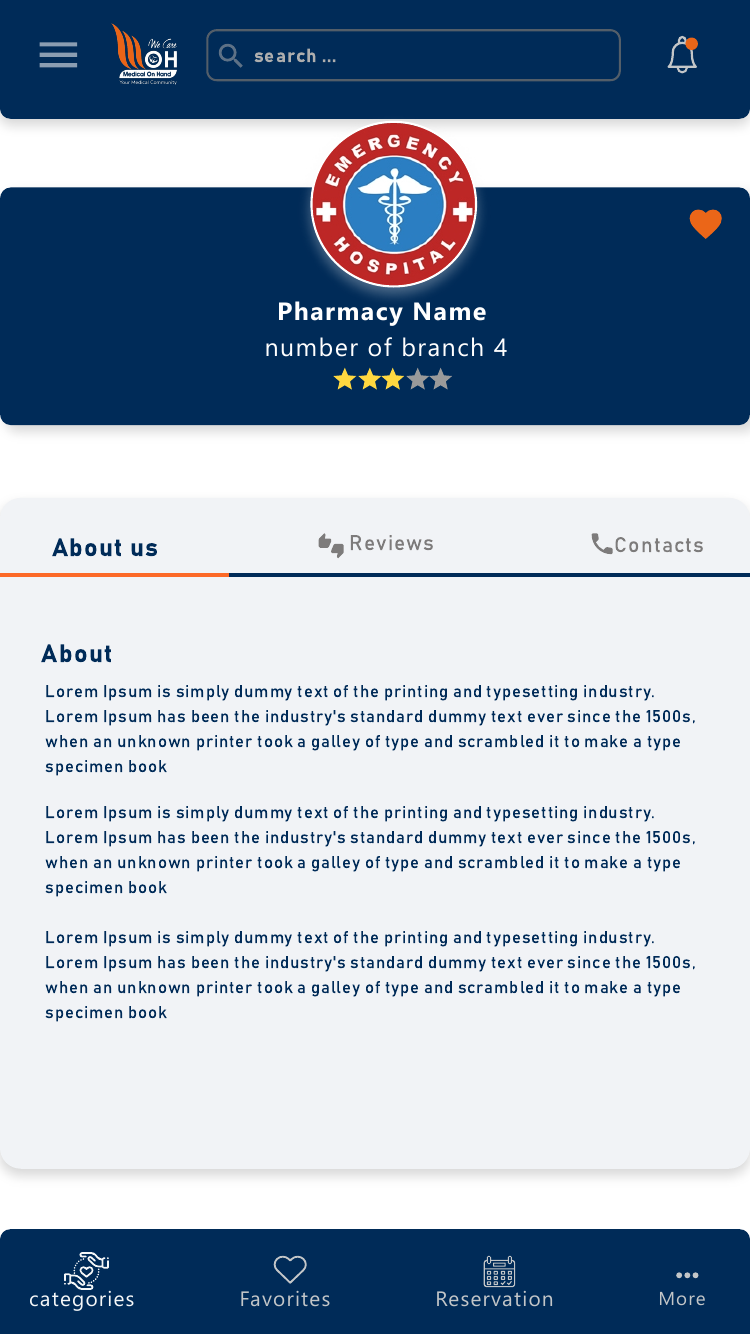 We Care
OH
Medical On Hand
Your Medical Community
search ...
EMERGENCY
HOSPITAL
Pharmacy Name
number of branch 4
About us
Reviews
Contacts
About
Lorem Ipsum is simply dummy text of the printing and typesetting industry.
Lorem Ipsum has been the industry's standard dummy text ever since the 1500s,
when an unknown printer took a galley of type and scrambled it to make a type
specimen book
Lorem Ipsum is simply dummy text of the printing and typesetting industry.
Lorem Ipsum has been the industry's standard dummy text ever since the 1500s,
when an unknown printer took a galley of type and scrambled it to make a type
specimen book
Lorem Ipsum is simply dummy text of the printing and typesetting industry.
Lorem Ipsum has been the industry's standard dummy text ever since the 1500s,
when an unknown printer took a galley of type and scrambled it to make a type
specimen book
categories
Favorites
Reservation
More